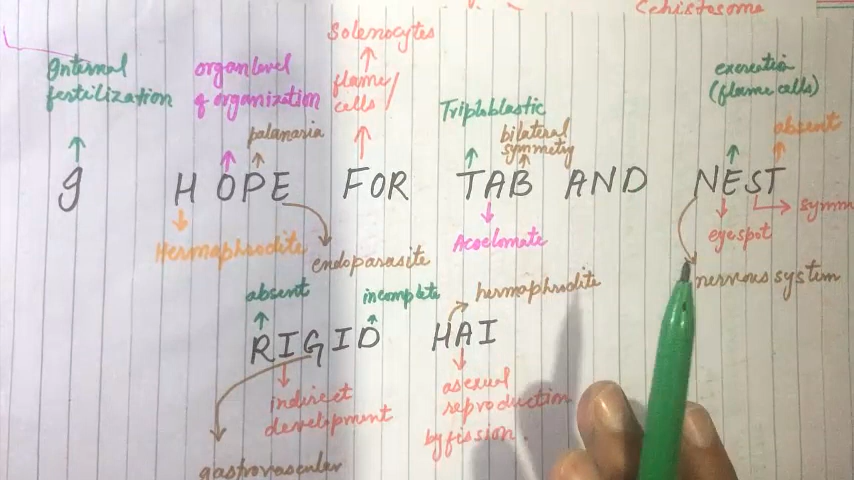 Schistosoma
Solenocytes
Internal
fertilization
organ level
of organization
flame/
cells
planaria
Triploblastic
bilateral
symmetry
excreation
(flame cells)
absent
I HOPE FOR TAB AND NEST
Hermaphrodite
endoparasite
Acoelomate
eyespot
symm
nervous system
absent
incomplete
hermaphrodite
RIGID HAI
indirect
development
asexual
reproduction
by fission.
gastrovascular